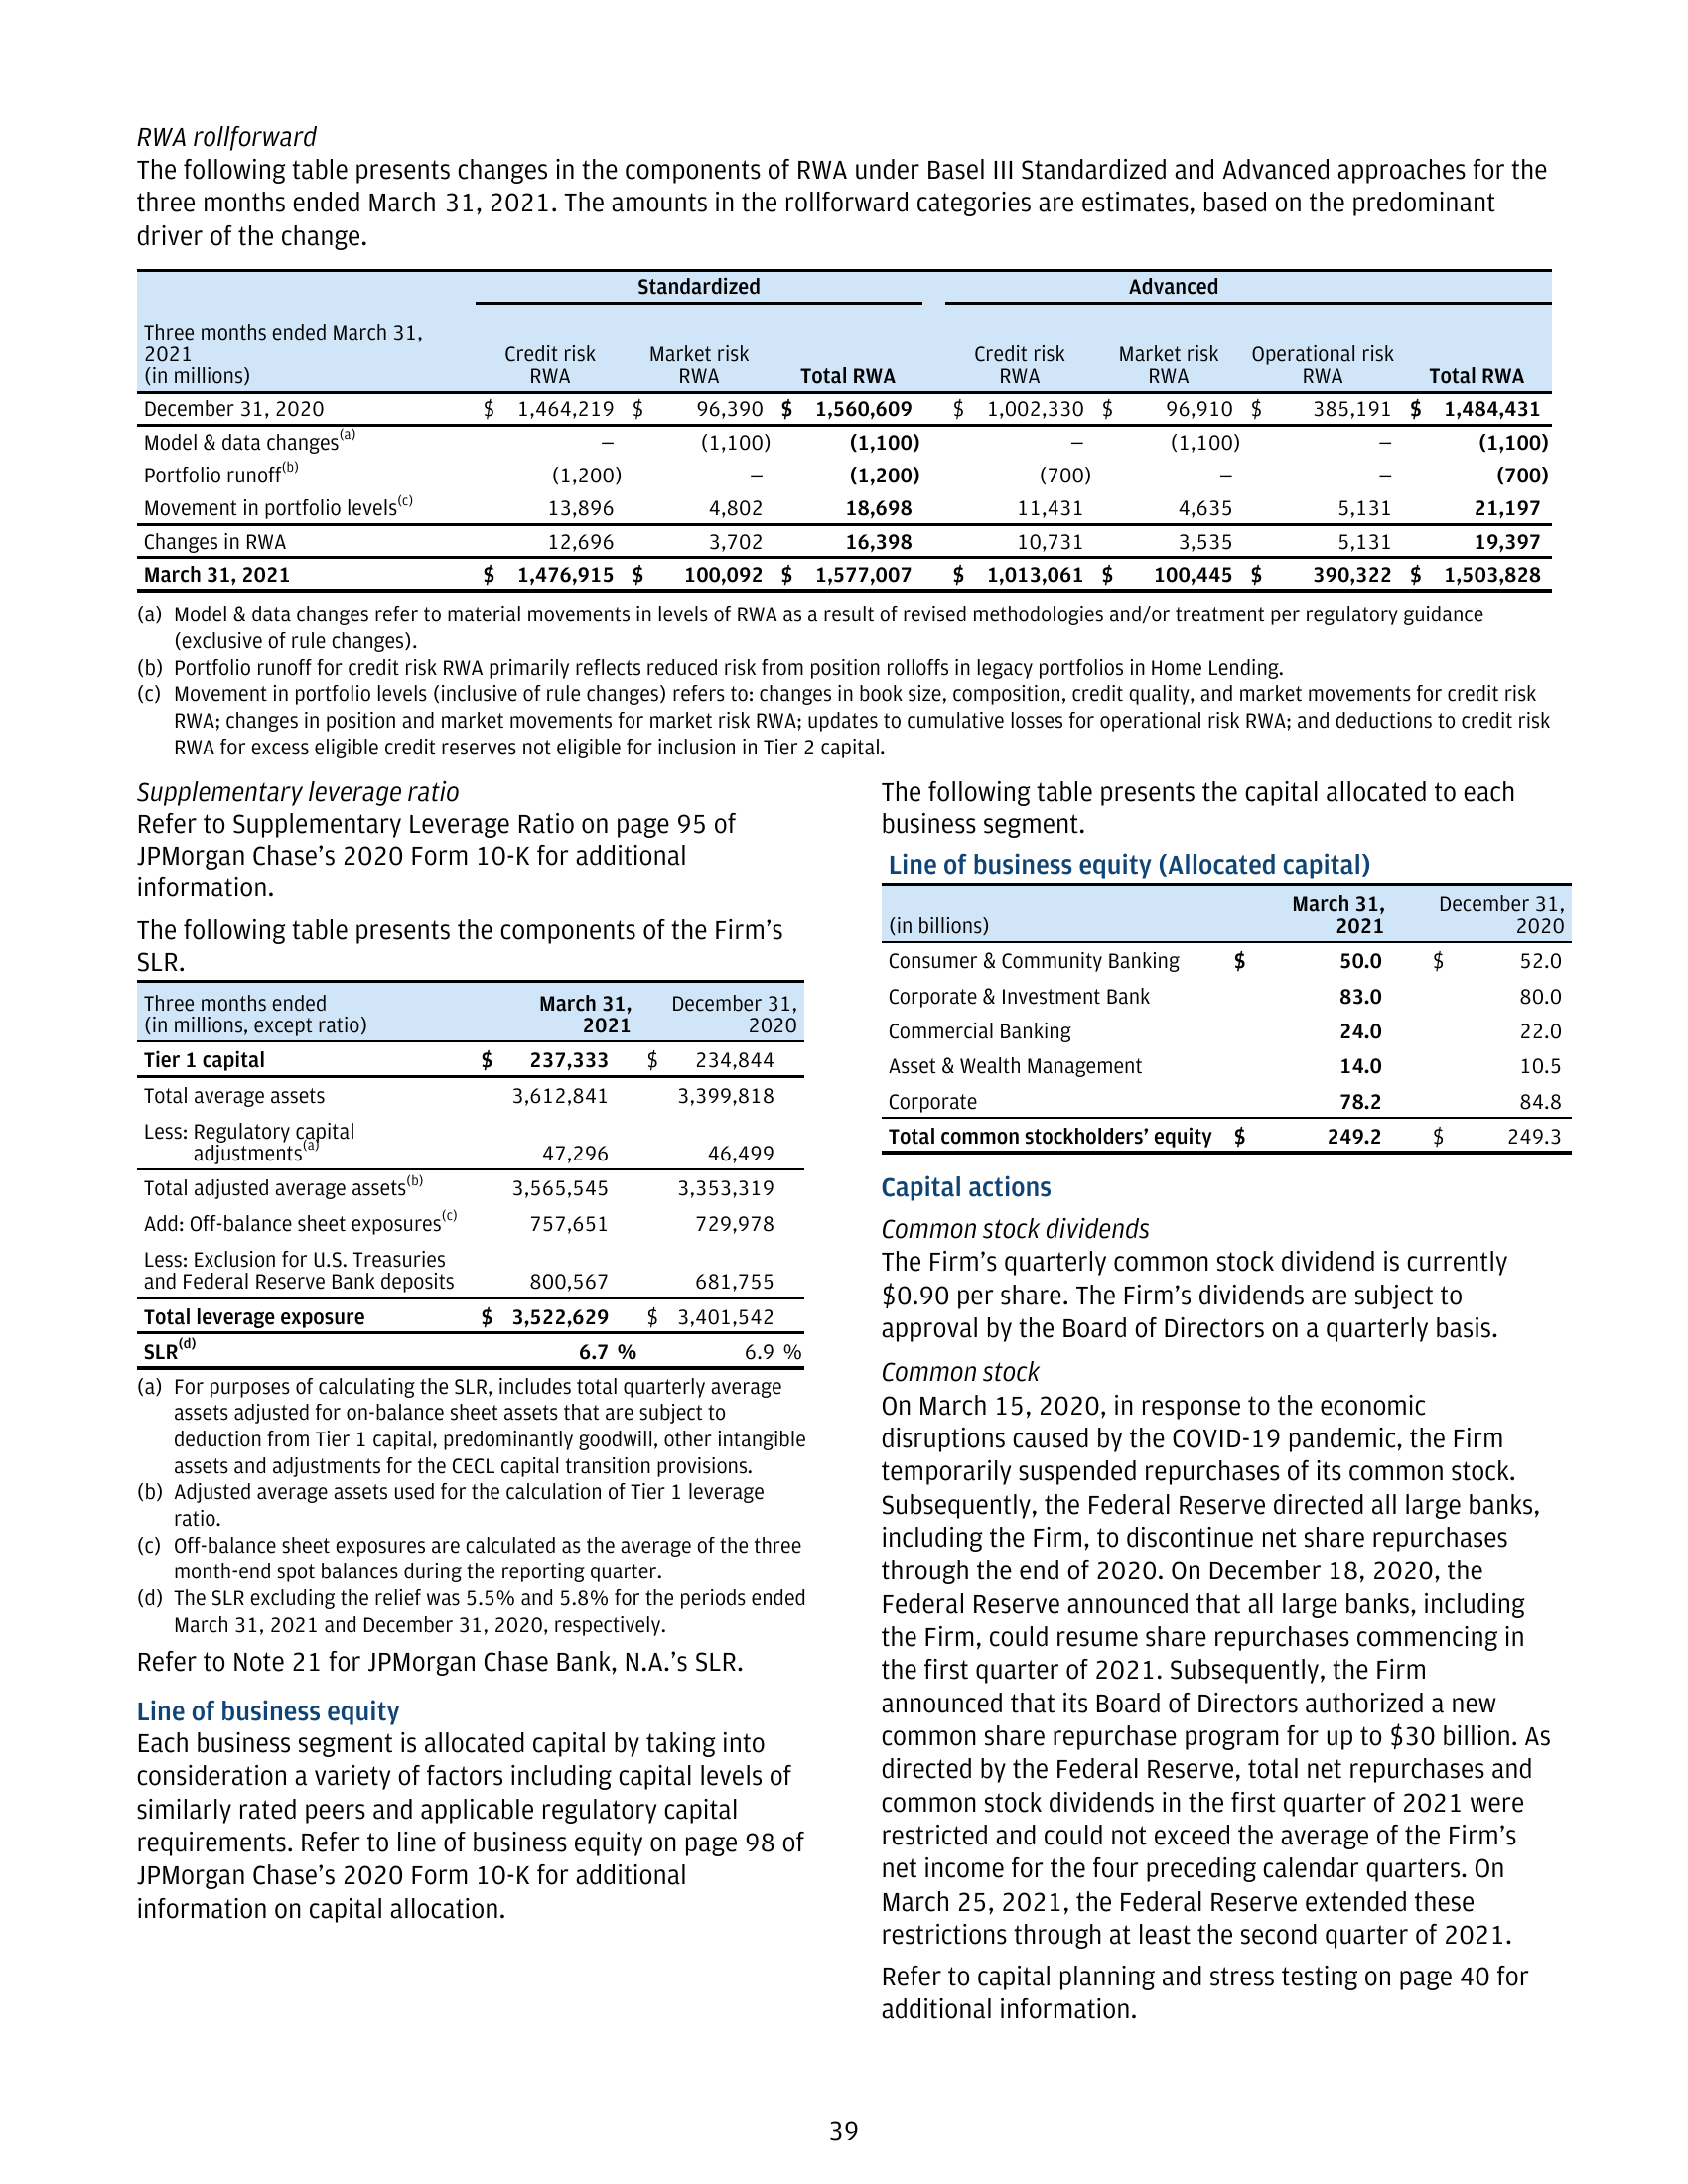 RWA rollforward
The following table presents changes in the components of RWA under Basel III Standardized and Advanced approaches for the
three months ended March 31, 2021. The amounts in the rollforward categories are estimates, based on the predominant
driver of the change.
Standardized Advanced
Three months ended March 31,
2021
(in millions) Credit risk RWA Market risk RWA Total RWA Credit risk RWA Market risk RWA Operational risk RWA Total RWA
December 31, 2020 $ 1,464,219 $ 96,390 $ 1,560,609 $ 1,002,330 $ 96,910 $ 385,191 $ 1,484,431
Model & data changes(a) — (1,100) (1,100) — (1,100) — (1,100)
Portfolio runoff(b) (1,200) — (1,200) (700) — — (700)
Movement in portfolio levels(c) 13,896 4,802 18,698 11,431 4,635 5,131 21,197
Changes in RWA 12,696 3,702 16,398 10,731 3,535 5,131 19,397
March 31, 2021 $ 1,476,915 $ 100,092 $ 1,577,007 $ 1,013,061 $ 100,445 $ 390,322 $ 1,503,828
(a) Model & data changes refer to material movements in levels of RWA as a result of revised methodologies and/or treatment per regulatory guidance
(exclusive of rule changes).
(b) Portfolio runoff for credit risk RWA primarily reflects reduced risk from position rolloffs in legacy portfolios in Home Lending.
(c) Movement in portfolio levels (inclusive of rule changes) refers to: changes in book size, composition, credit quality, and market movements for credit risk
RWA; changes in position and market movements for market risk RWA; updates to cumulative losses for operational risk RWA; and deductions to credit risk
RWA for excess eligible credit reserves not eligible for inclusion in Tier 2 capital.
Supplementary leverage ratio
Refer to Supplementary Leverage Ratio on page 95 of
JPMorgan Chase’s 2020 Form 10-K for additional
information.
The following table presents the components of the Firm’s
SLR.
Three months ended
(in millions, except ratio) March 31, 2021 December 31, 2020
Tier 1 capital $ 237,333 $ 234,844
Total average assets 3,612,841 3,399,818
Less: Regulatory capital
adjustments(a) 47,296 46,499
Total adjusted average assets(b) 3,565,545 3,353,319
Add: Off-balance sheet exposures(c) 757,651 729,978
Less: Exclusion for U.S. Treasuries
and Federal Reserve Bank deposits 800,567 681,755
Total leverage exposure $ 3,522,629 $ 3,401,542
SLR(d) 6.7 % 6.9 %
(a) For purposes of calculating the SLR, includes total quarterly average
assets adjusted for on-balance sheet assets that are subject to
deduction from Tier 1 capital, predominantly goodwill, other intangible
assets and adjustments for the CECL capital transition provisions.
(b) Adjusted average assets used for the calculation of Tier 1 leverage
ratio.
(c) Off-balance sheet exposures are calculated as the average of the three
month-end spot balances during the reporting quarter.
(d) The SLR excluding the relief was 5.5% and 5.8% for the periods ended
March 31, 2021 and December 31, 2020, respectively.
Refer to Note 21 for JPMorgan Chase Bank, N.A.’s SLR.
Line of business equity
Each business segment is allocated capital by taking into
consideration a variety of factors including capital levels of
similarly rated peers and applicable regulatory capital
requirements. Refer to line of business equity on page 98 of
JPMorgan Chase’s 2020 Form 10-K for additional
information on capital allocation.
The following table presents the capital allocated to each
business segment.
Line of business equity (Allocated capital)
(in billions) March 31, 2021 December 31, 2020
Consumer & Community Banking $ 50.0 $ 52.0
Corporate & Investment Bank 83.0 80.0
Commercial Banking 24.0 22.0
Asset & Wealth Management 14.0 10.5
Corporate 78.2 84.8
Total common stockholders’ equity $ 249.2 $ 249.3
Capital actions
Common stock dividends
The Firm’s quarterly common stock dividend is currently
$0.90 per share. The Firm’s dividends are subject to
approval by the Board of Directors on a quarterly basis.
Common stock
On March 15, 2020, in response to the economic
disruptions caused by the COVID-19 pandemic, the Firm
temporarily suspended repurchases of its common stock.
Subsequently, the Federal Reserve directed all large banks,
including the Firm, to discontinue net share repurchases
through the end of 2020. On December 18, 2020, the
Federal Reserve announced that all large banks, including
the Firm, could resume share repurchases commencing in
the first quarter of 2021. Subsequently, the Firm
announced that its Board of Directors authorized a new
common share repurchase program for up to $30 billion. As
directed by the Federal Reserve, total net repurchases and
common stock dividends in the first quarter of 2021 were
restricted and could not exceed the average of the Firm’s
net income for the four preceding calendar quarters. On
March 25, 2021, the Federal Reserve extended these
restrictions through at least the second quarter of 2021.
Refer to capital planning and stress testing on page 40 for
additional information.
39